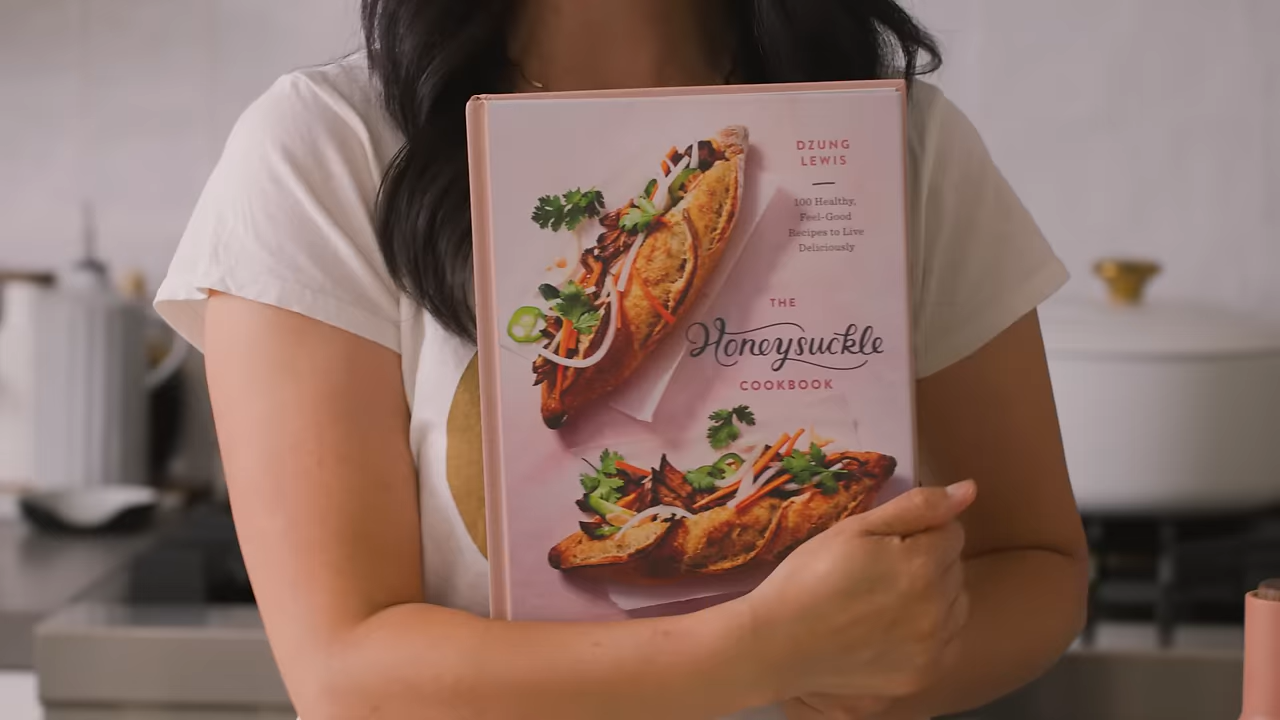 DZUNG
LEWIS
100 Healthy,
Feel-Good
Recipes to Live
Deliciously
THE
Honeysuckle
COOKBOOK